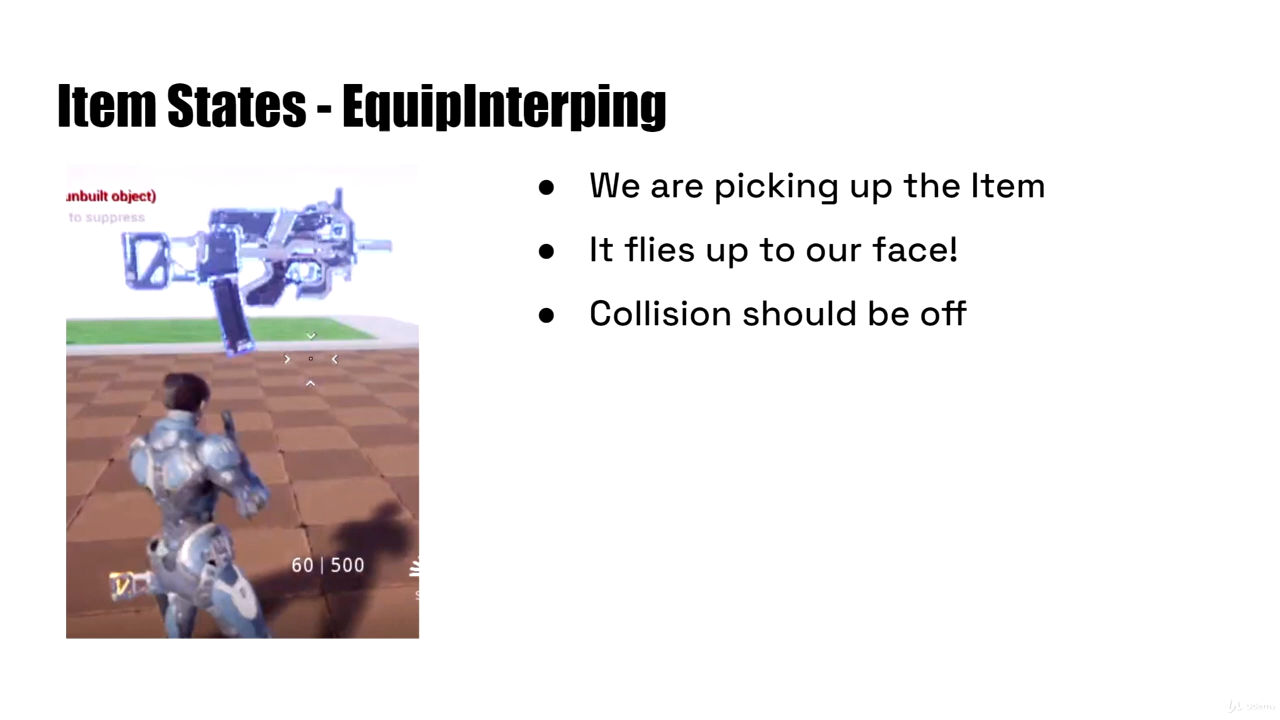 Item States - EquipInterping
unbuilt object)
to suppress
● We are picking up the Item
● It flies up to our face!
● Collision should be off
60 | 500